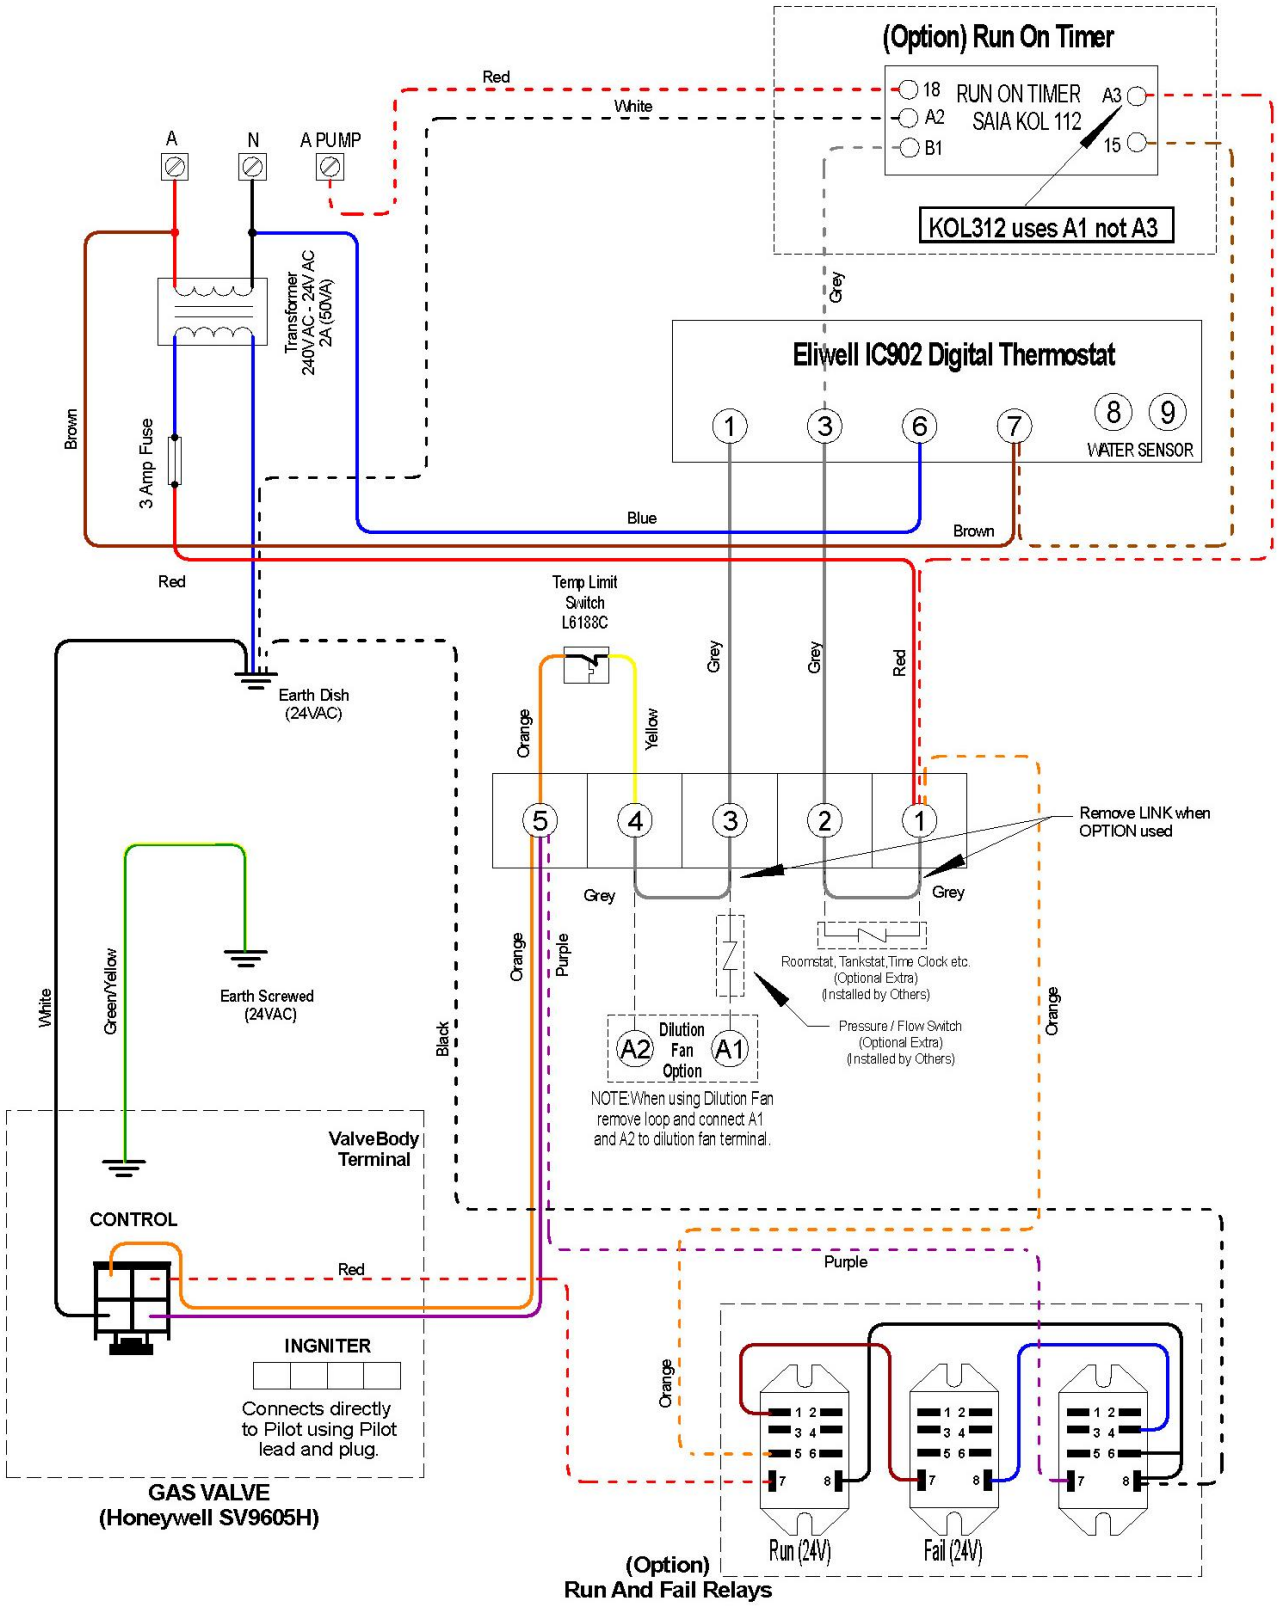 (Option) Run On Timer
18 RUN ON TIMER A3
A2 SAIA KOL 112
B1 15
KOL312 uses A1 not A3
Red
White
A N A PUMP
Transformer
240V AC - 24V AC
2A (50VA)
Grey
Eliwell IC902 Digital Thermostat
1 3 6 7 8 9
WATER SENSOR
Brown
3 Amp Fuse
Blue
Brown
Red
Temp Limit
Switch
L6188C
Grey
Grey
Red
Earth Dish
(24VAC)
Orange
Yellow
5 4 3 2 1
Remove LINK when
OPTION used
Grey
Grey
Orange
Purple
Roomstat, Tankstat,Time Clock etc.
(Optional Extra)
(Installed by Others)
Pressure / Flow Switch
(Optional Extra)
(Installed by Others)
Orange
A2 Dilution
Fan
Option A1
NOTE:When using Dilution Fan
remove loop and connect A1
and A2 to dilution fan terminal.
Earth Screwed
(24VAC)
Green/Yellow
White
Black
ValveBody
Terminal
CONTROL
Red
Purple
INGNITER
Connects directly
to Pilot using Pilot
lead and plug.
GAS VALVE
(Honeywell SV9605H)
Orange
1 2
3 4
5 6
7 8
Run (24V)
1 2
3 4
5 6
7 8
Fail (24V)
1 2
3 4
5 6
7 8
(Option)
Run And Fail Relays